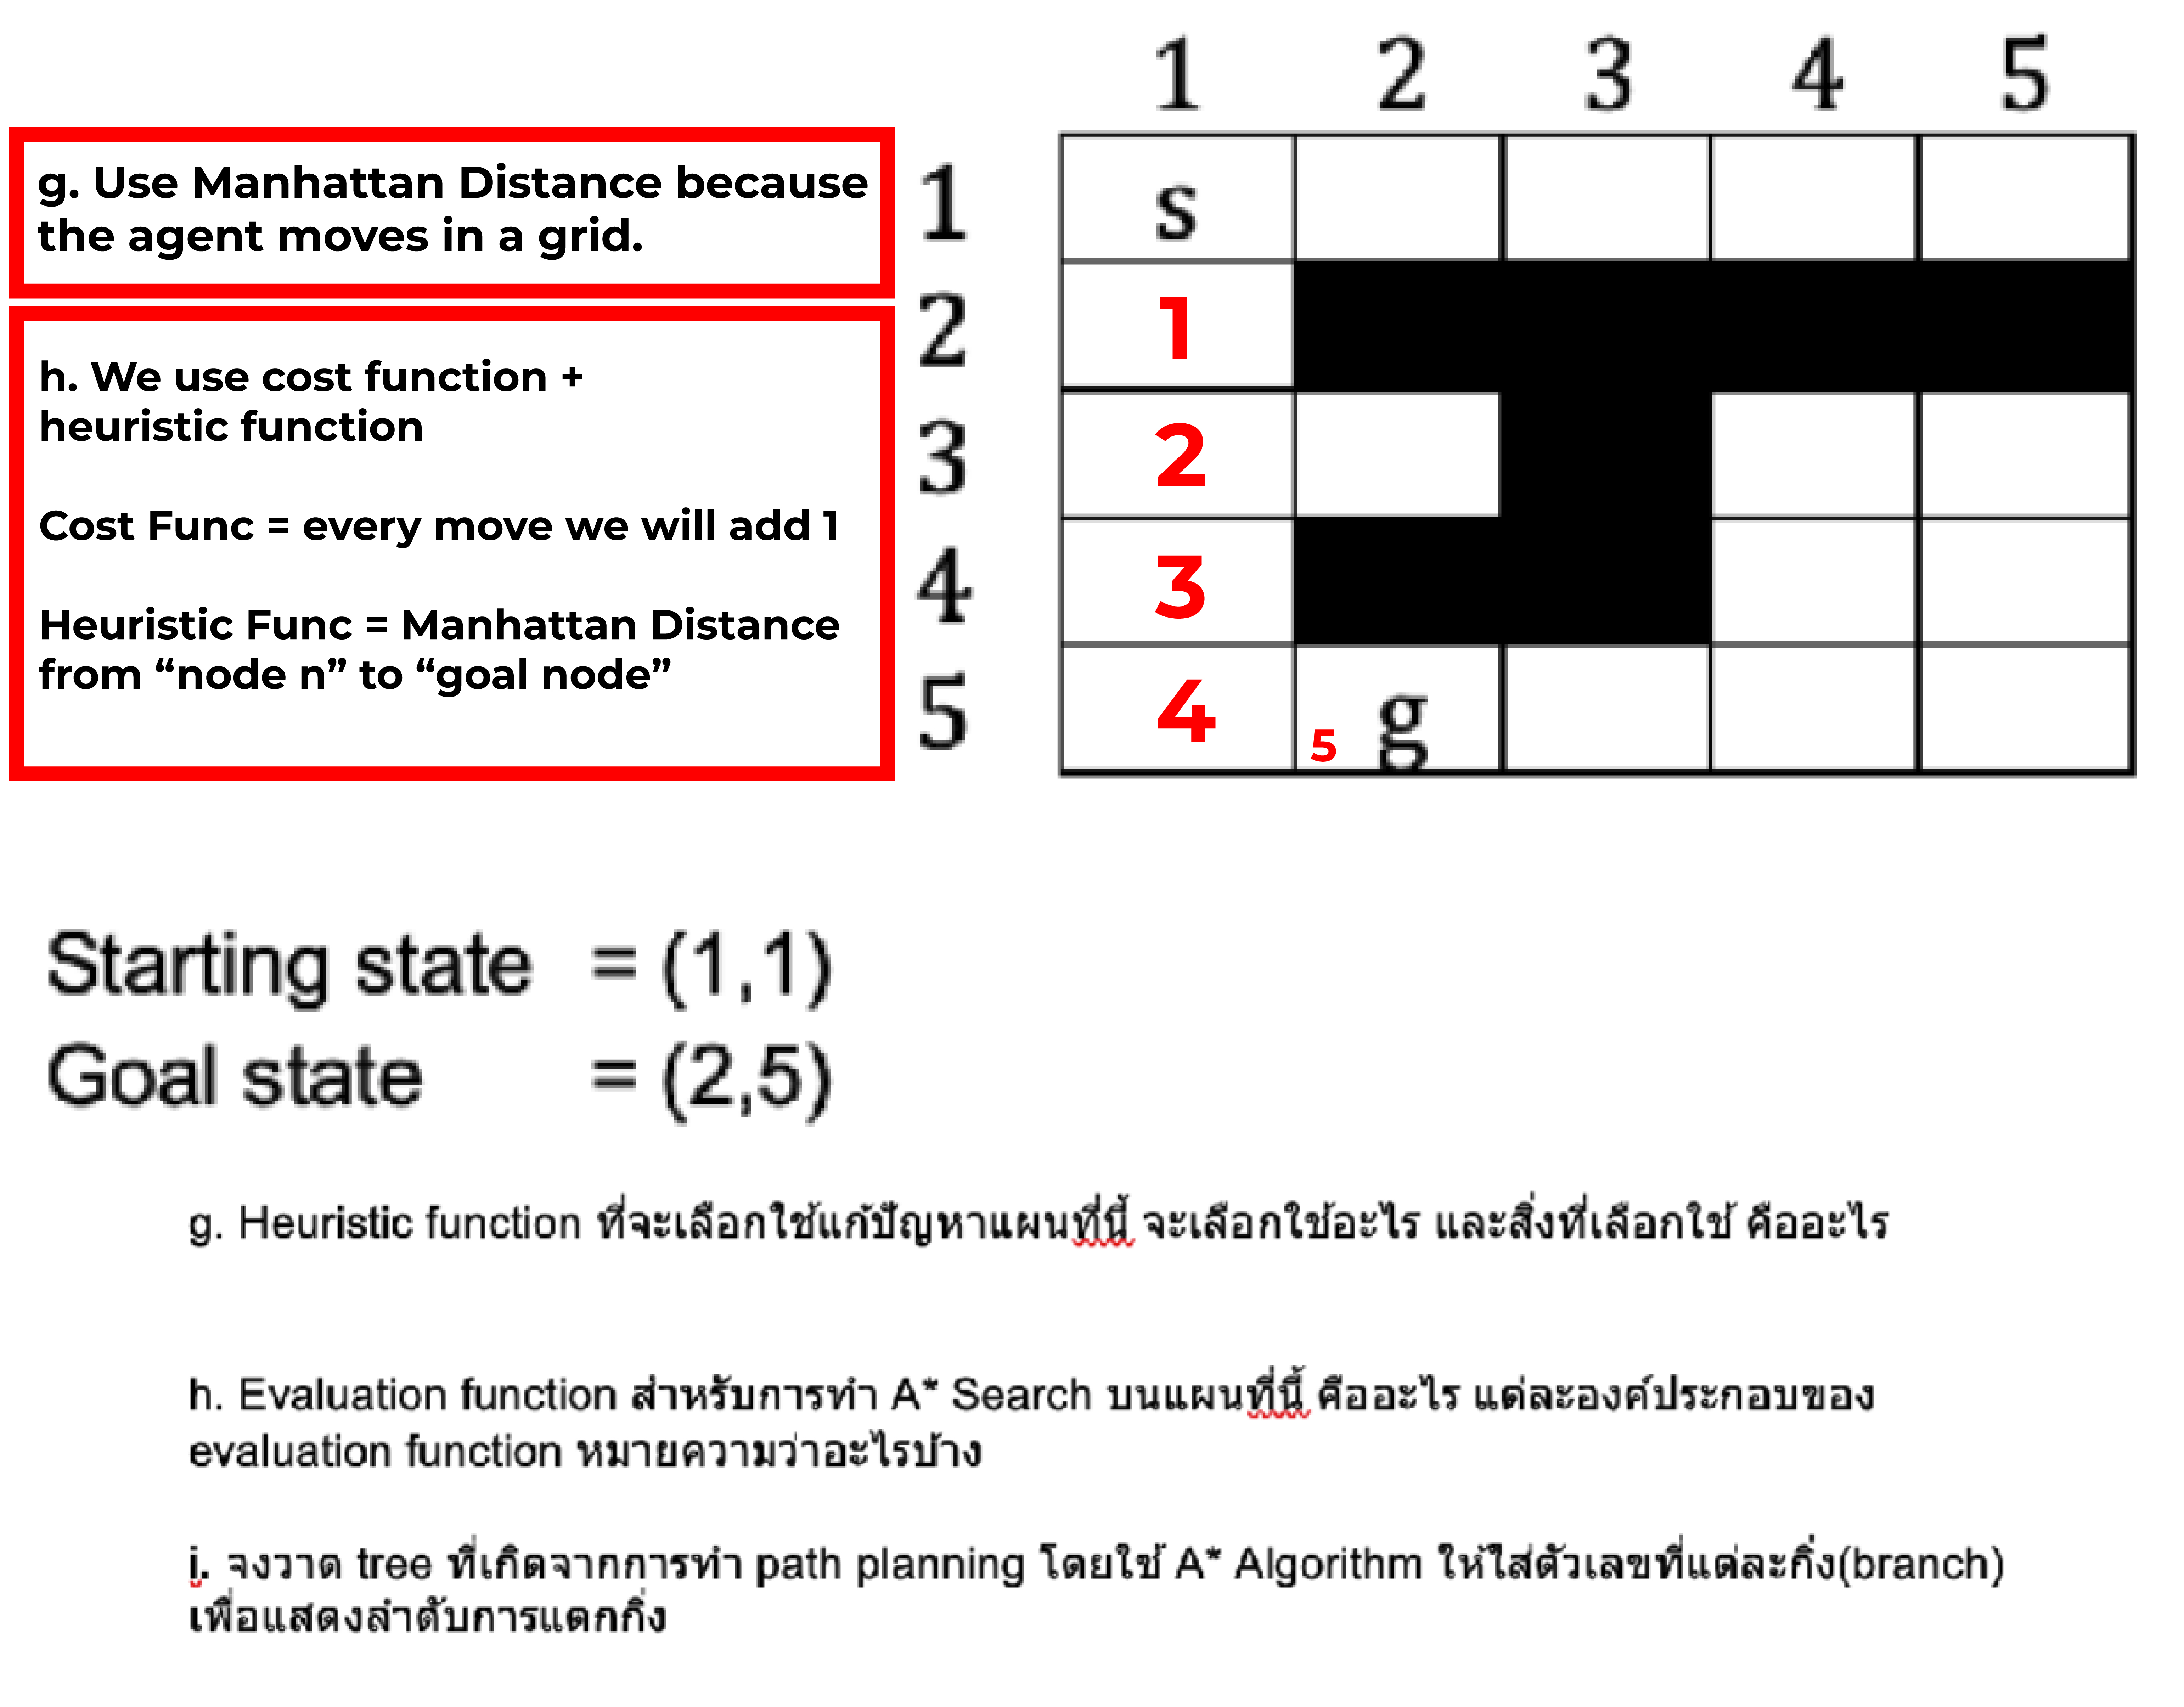 1 2 3 4 5
g. Use Manhattan Distance because
the agent moves in a grid.
1 s
h. We use cost function +
heuristic function
2 1
Cost Func = every move we will add 1
3 2
Heuristic Func = Manhattan Distance
from “node n” to “goal node”
4 3
5 4 5 g
Starting state = (1,1)
Goal state = (2,5)
g. Heuristic function ที่จะเลือกใช้แก้ปัญหาแผนที่นี้ จะเลือกใช้อะไร และสิ่งที่เลือกใช้ คืออะไร
h. Evaluation function สำหรับการทำ A* Search บนแผนที่นี้ คืออะไร แต่ละองค์ประกอบของ
evaluation function หมายความว่าอะไรบ้าง
i. จงวาด tree ที่เกิดจากการทำ path planning โดยใช้ A* Algorithm ให้ใส่ตัวเลขที่แต่ละกิ่ง(branch)
เพื่อแสดงลำดับการแตกกิ่ง